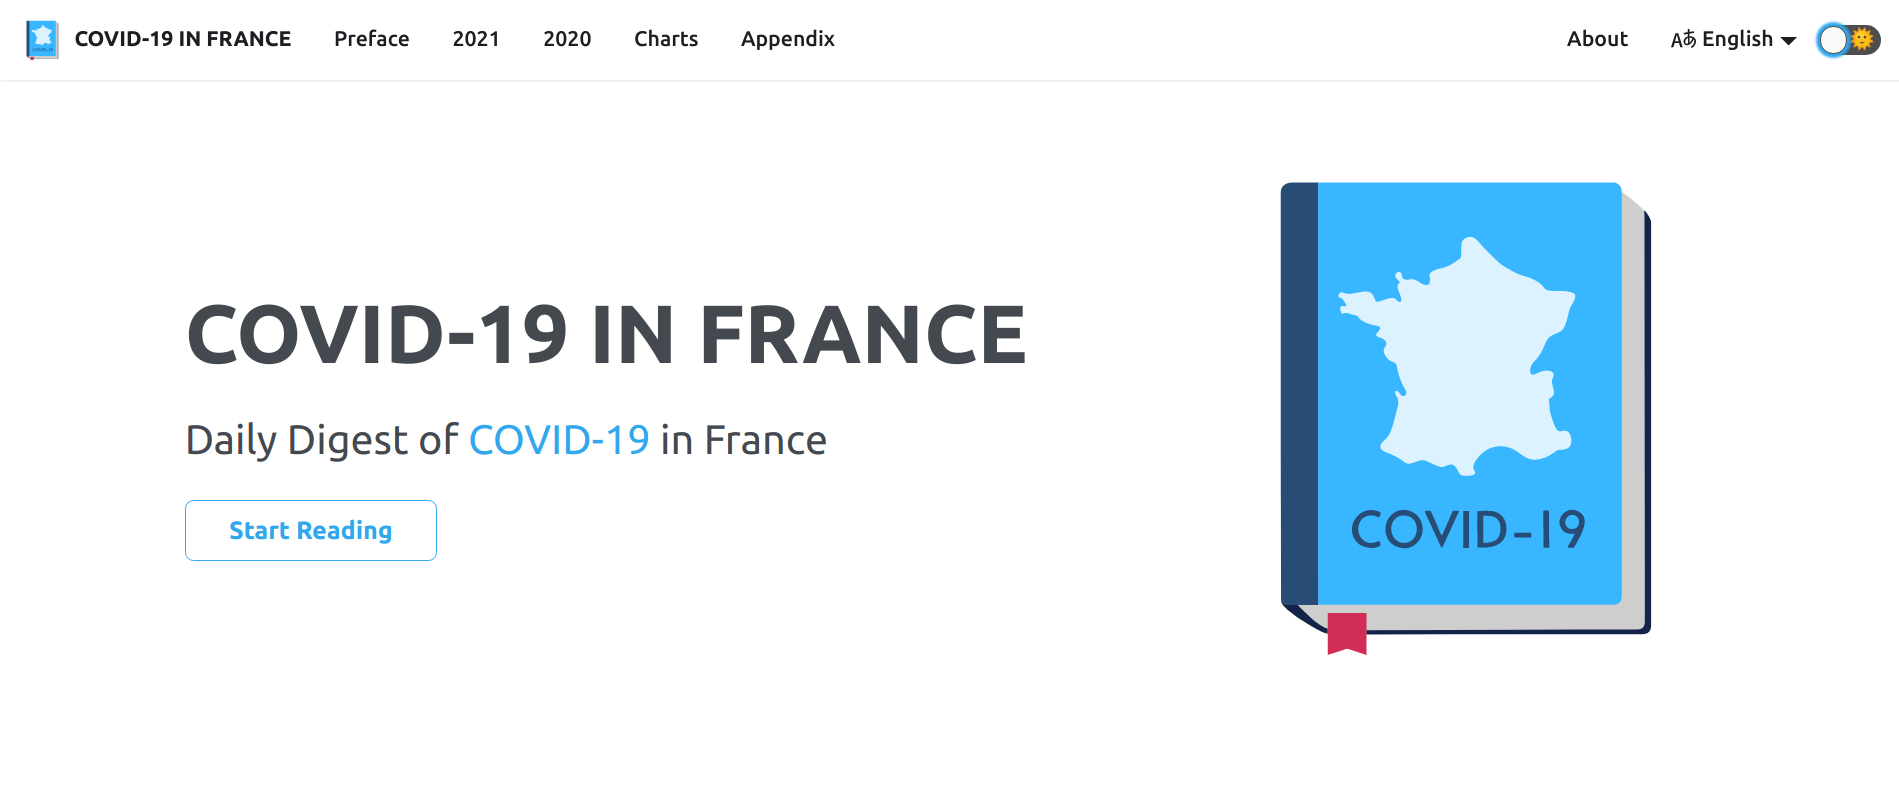 COVID-19 IN FRANCE Preface 2021 2020 Charts Appendix About Aあ English
COVID-19 IN FRANCE
Daily Digest of COVID-19 in France
Start Reading
COVID-19